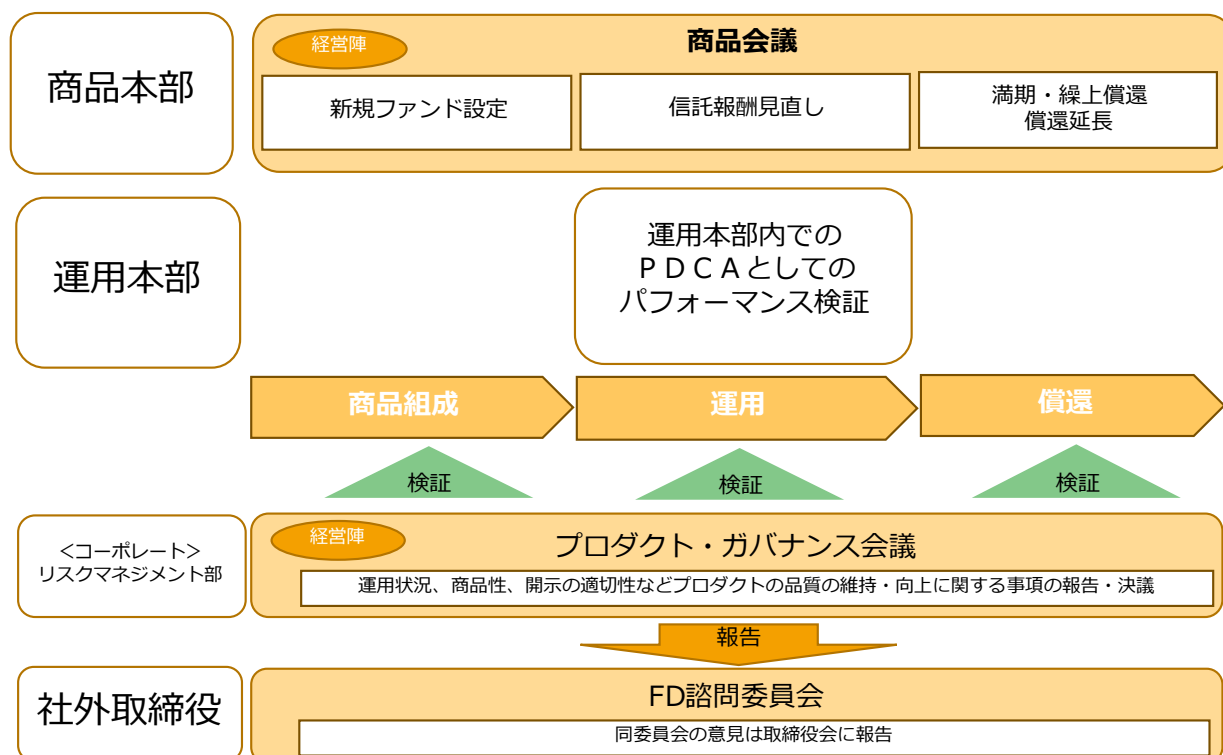 商品本部
経営陣
商品会議
新規ファンド設定
信託報酬見直し
満期・繰上償還
償還延長
運用本部
運用本部内での
ＰＤＣＡとしての
パフォーマンス検証
商品組成
運用
償還
検証
検証
検証
＜コーポレート＞
リスクマネジメント部
経営陣
プロダクト・ガバナンス会議
運用状況、商品性、開示の適切性などプロダクトの品質の維持・向上に関する事項の報告・決議
報告
社外取締役
FD諮問委員会
同委員会の意見は取締役会に報告